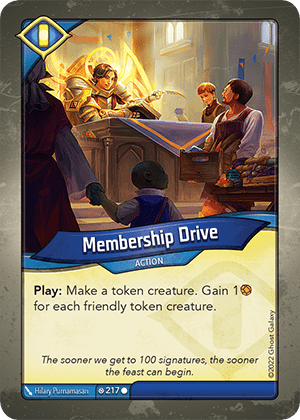 Membership Drive
ACTION
Play: Make a token creature. Gain 1
for each friendly token creature.
The sooner we get to 100 signatures, the sooner
the feast can begin.
Hilary Purnamasari
217
©2022 Ghost Galaxy